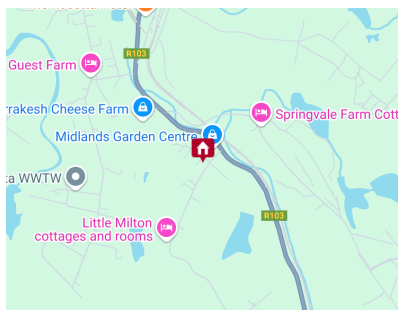 R103
Guest Farm
rrakesh Cheese Farm
Springvale Farm Cott
Midlands Garden Centre
ta WWTW
R103
Little Milton
cottages and rooms